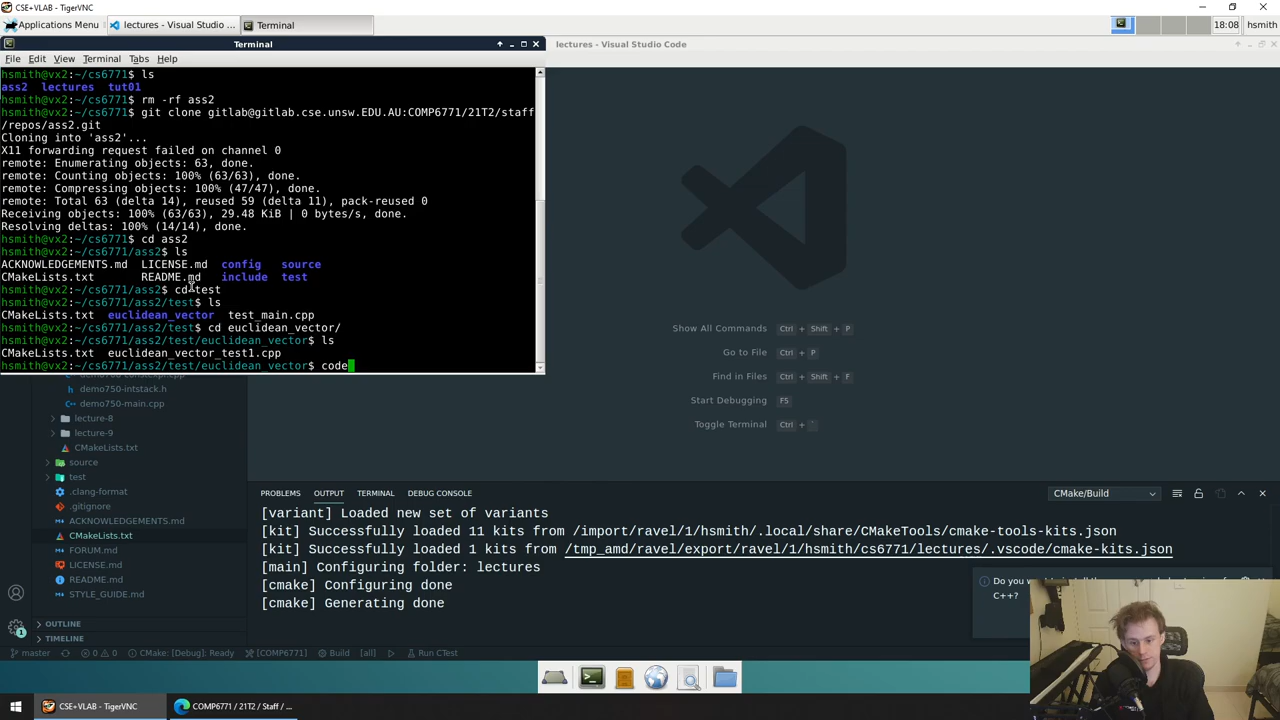 CSE+VLAB - TigerVNC
Applications Menu
lectures - Visual Studio ...
Terminal
18:08
hsmith
Terminal
lectures - Visual Studio Code
File Edit View Terminal Tabs Help
hsmith@vx2:~/cs6771$ ls
ass2 lectures tut01
hsmith@vx2:~/cs6771$ rm -rf ass2
hsmith@vx2:~/cs6771$ git clone gitlab@gitlab.cse.unsw.EDU.AU:COMP6771/21T2/staff
/repos/ass2.git
Cloning into 'ass2'...
X11 forwarding request failed on channel 0
remote: Enumerating objects: 63, done.
remote: Counting objects: 100% (63/63), done.
remote: Compressing objects: 100% (47/47), done.
remote: Total 63 (delta 14), reused 59 (delta 11), pack-reused 0
Receiving objects: 100% (63/63), 29.48 KiB | 0 bytes/s, done.
Resolving deltas: 100% (14/14), done.
hsmith@vx2:~/cs6771$ cd ass2
hsmith@vx2:~/cs6771/ass2$ ls
ACKNOWLEDGEMENTS.md LICENSE.md config source
CMakeLists.txt README.md include test
hsmith@vx2:~/cs6771/ass2$ cd test
hsmith@vx2:~/cs6771/ass2/test$ ls
CMakeLists.txt euclidean_vector test_main.cpp
hsmith@vx2:~/cs6771/ass2/test$ cd euclidean_vector/
hsmith@vx2:~/cs6771/ass2/test/euclidean_vector$ ls
CMakeLists.txt euclidean_vector_test1.cpp
hsmith@vx2:~/cs6771/ass2/test/euclidean_vector$ code
Show All Commands Ctrl + Shift + P
Go to File Ctrl + P
Find in Files Ctrl + Shift + F
Start Debugging F5
Toggle Terminal Ctrl + `
demo750-intstack.h
demo750-main.cpp
lecture-8
lecture-9
CMakeLists.txt
source
test
.clang-format
.gitignore
ACKNOWLEDGEMENTS.md
CMakeLists.txt
FORUM.md
LICENSE.md
README.md
STYLE_GUIDE.md
OUTLINE
TIMELINE
PROBLEMS OUTPUT TERMINAL DEBUG CONSOLE
CMake/Build
[variant] Loaded new set of variants
[kit] Successfully loaded 11 kits from /import/ravel/1/hsmith/.local/share/CMakeTools/cmake-tools-kits.json
[kit] Successfully loaded 1 kits from /tmp_amd/ravel/export/ravel/1/hsmith/cs6771/lectures/.vscode/cmake-kits.json
[main] Configuring folder: lectures
[cmake] Configuring done
[cmake] Generating done
Do you
C++?
1
master 0 0 CMake: [Debug]: Ready [COMP6771] Build [all] Run CTest
CSE+VLAB - TigerVNC
COMP6771 / 21T2 / Staff / ...